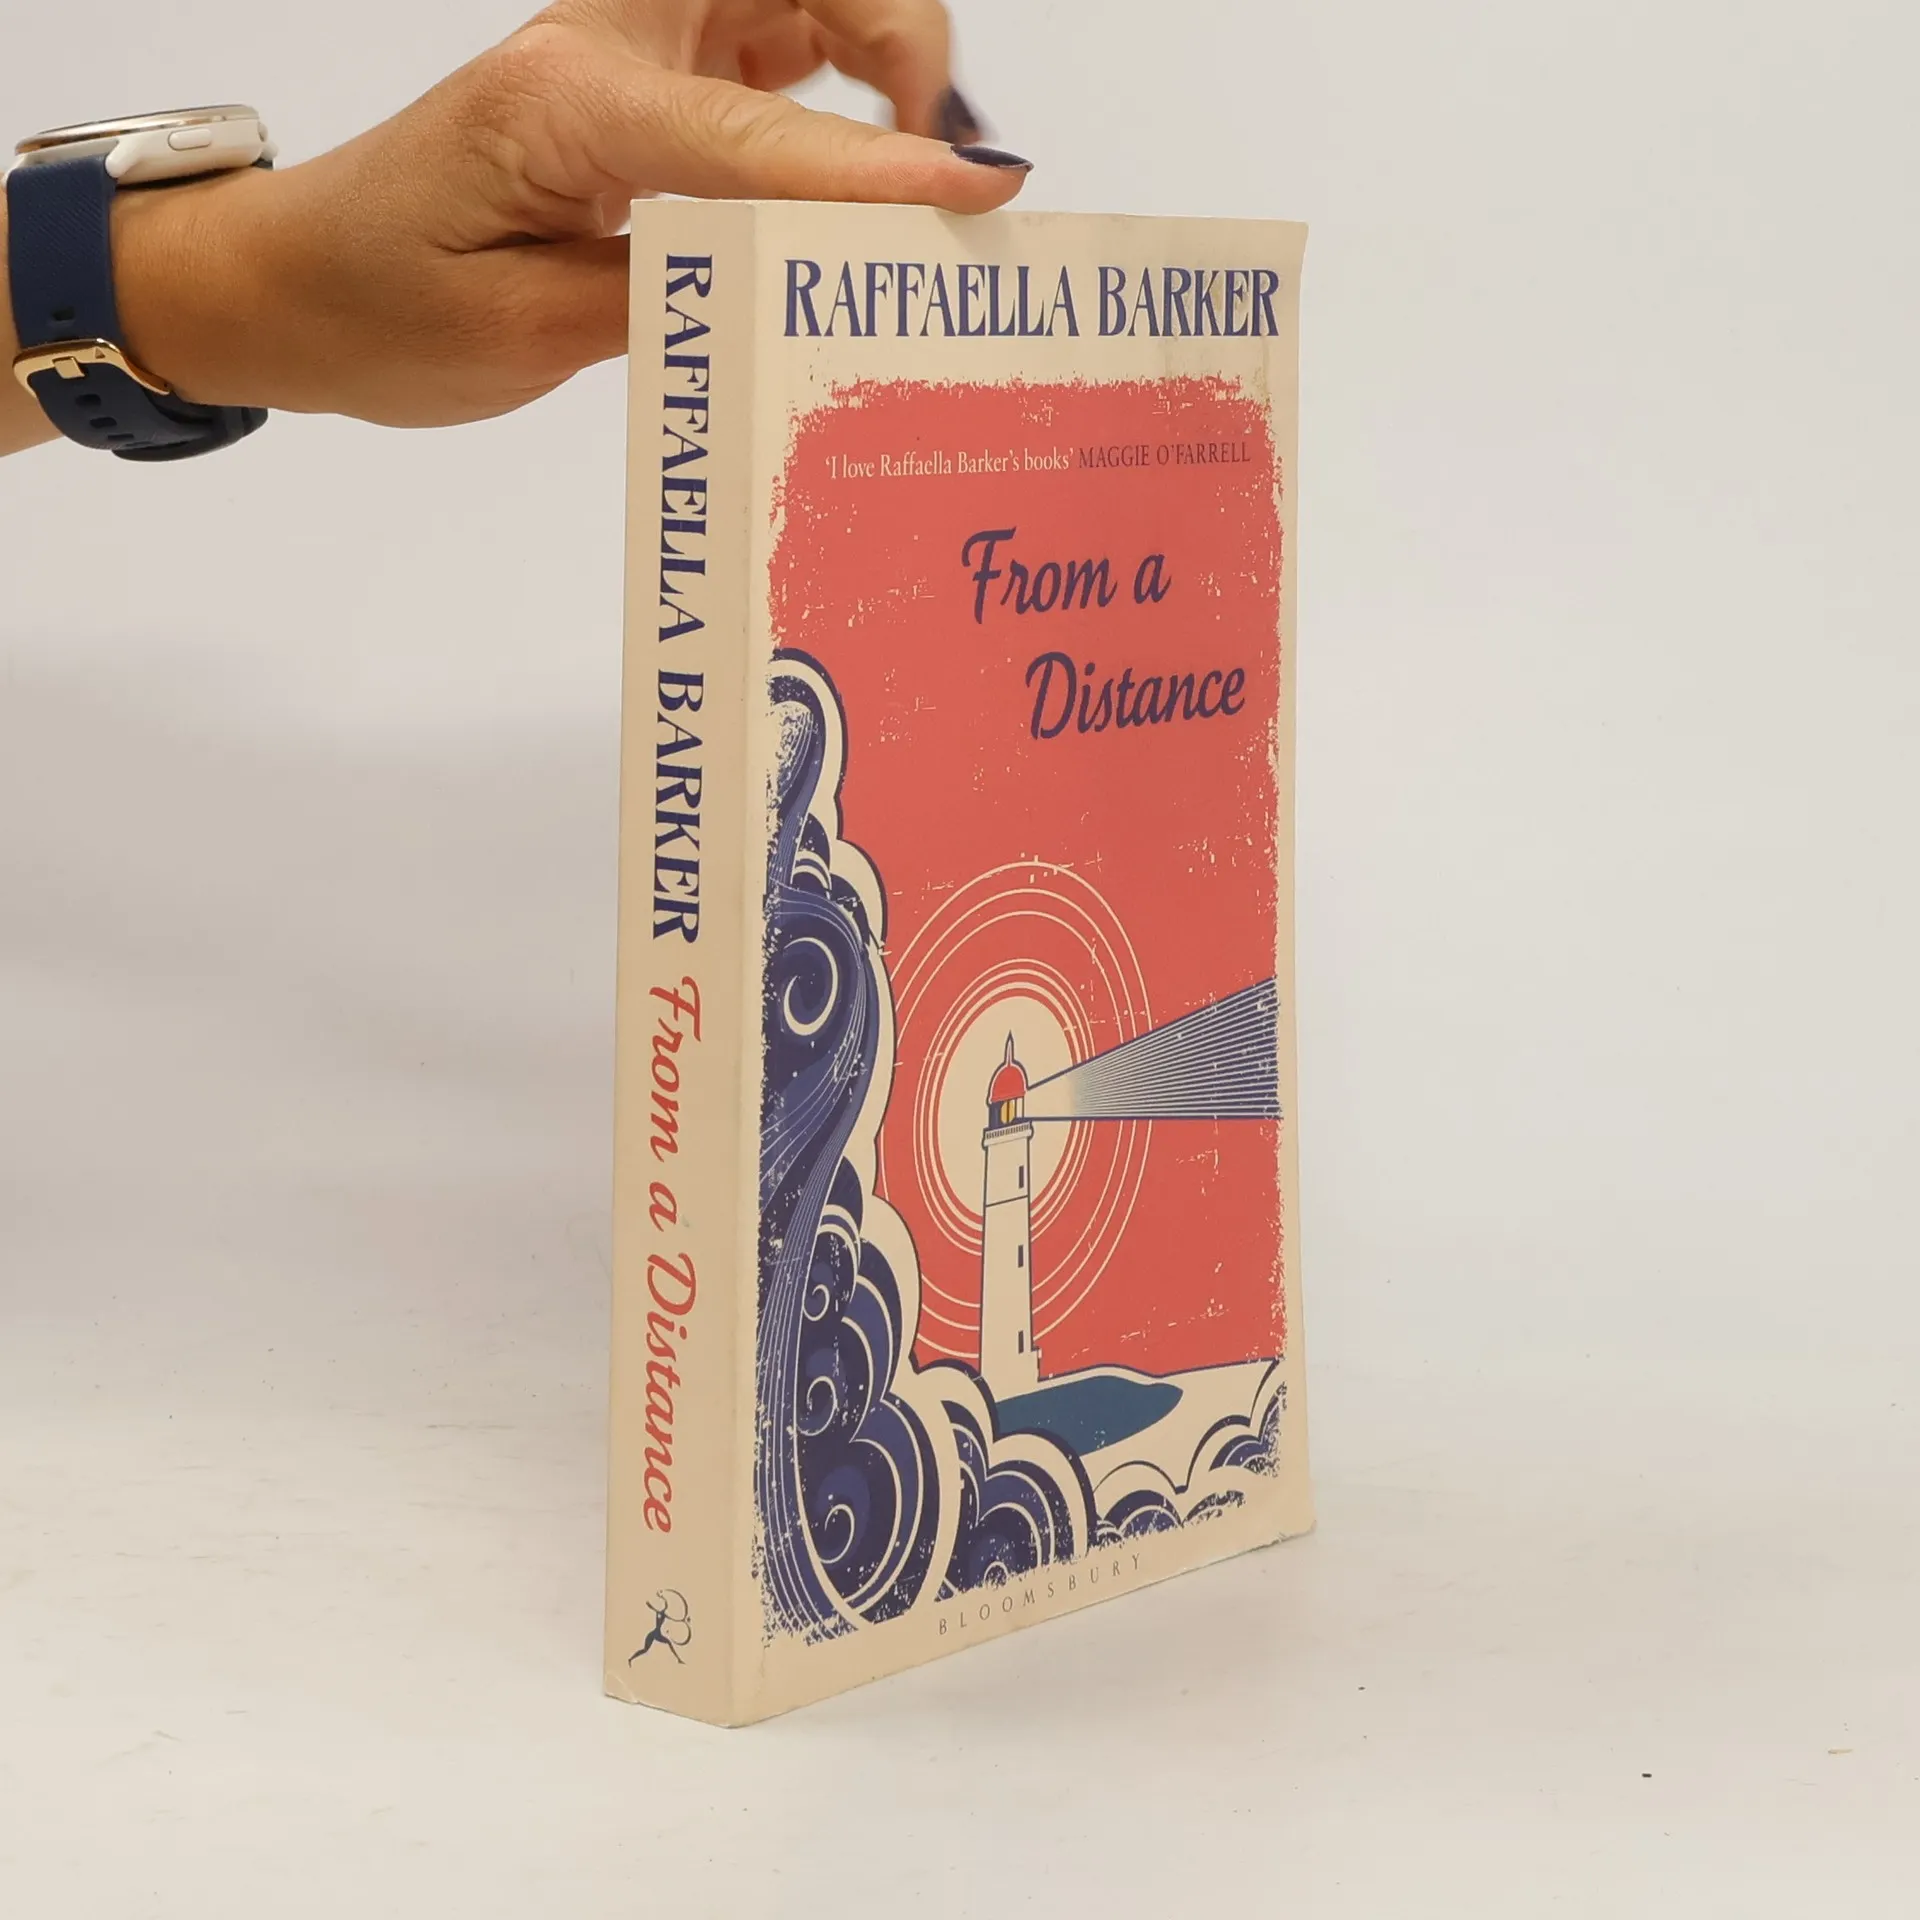 RAFFAELLA BARKER From a Distance
RAFFAELLA BARKER
'I love Raffaella Barker's books' MAGGIE O'FARRELL
From a
Distance
BLOOMSBURY